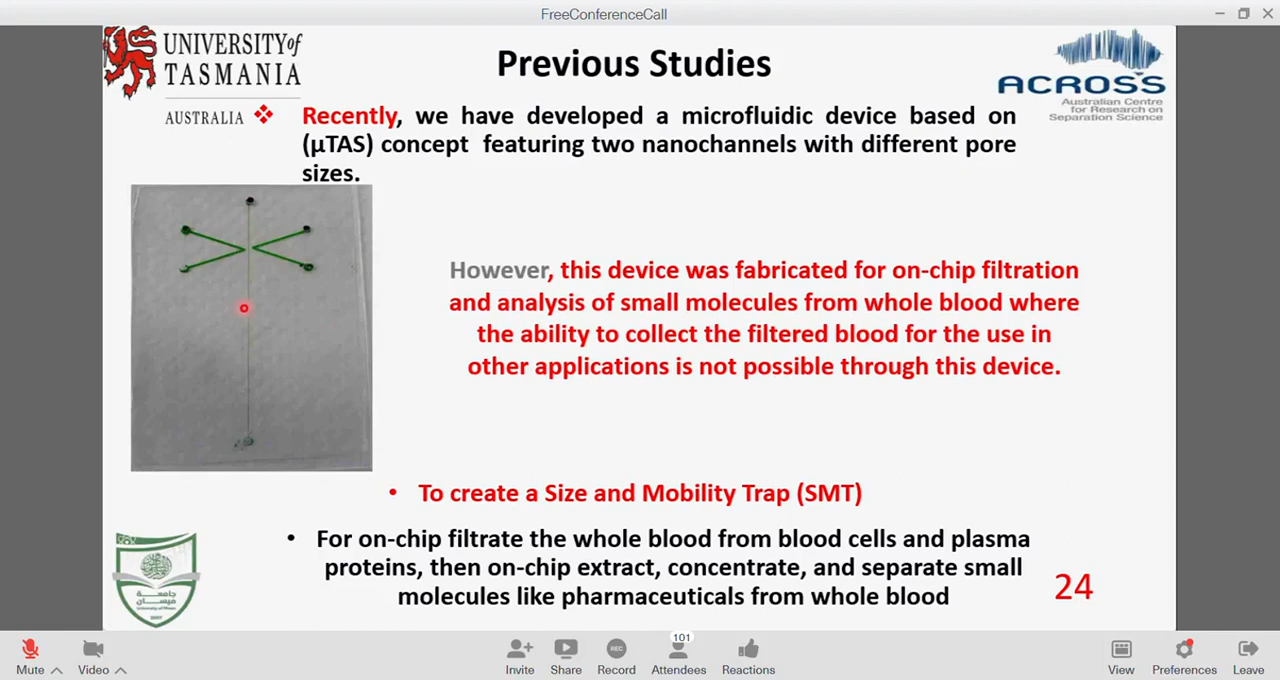 FreeConferenceCall
UNIVERSITY of
TASMANIA
AUSTRALIA
Previous Studies
ACROSS
Australian Centre
for Research on
Separation Science
❖ Recently, we have developed a microfluidic device based on
(µTAS) concept featuring two nanochannels with different pore
sizes.
However, this device was fabricated for on-chip filtration
and analysis of small molecules from whole blood where
the ability to collect the filtered blood for the use in
other applications is not possible through this device.
• To create a Size and Mobility Trap (SMT)
• For on-chip filtrate the whole blood from blood cells and plasma
proteins, then on-chip extract, concentrate, and separate small
molecules like pharmaceuticals from whole blood
24
جامعة
ميسان
101
REC
Mute
Video
Invite
Share
Record
Attendees
Reactions
View
Preferences
Leave